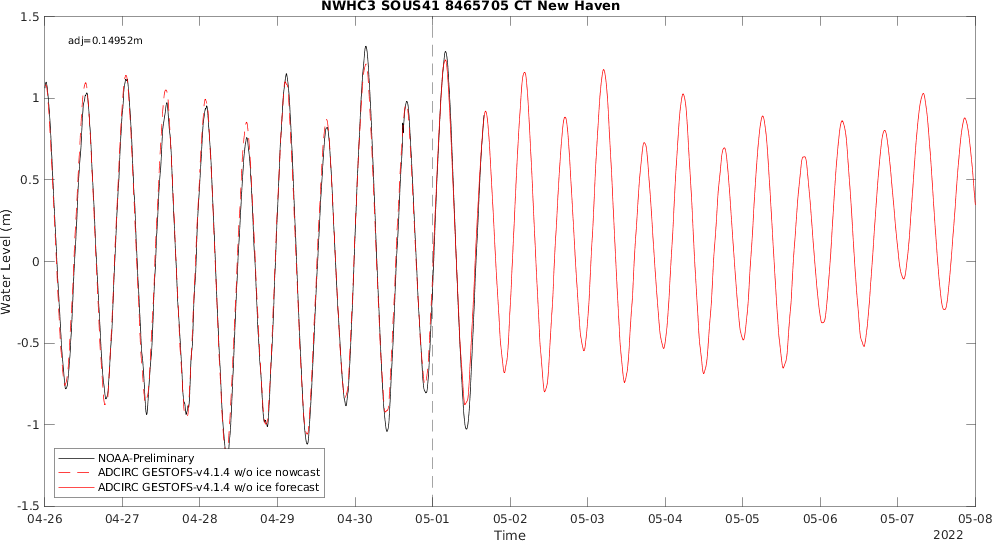 NWHC3 SOUS41 8465705 CT New Haven
adj=0.14952m
1.5
1
0.5
0
-0.5
-1
-1.5
Water Level (m)
NOAA-Preliminary
ADCIRC GESTOFS-v4.1.4 w/o ice nowcast
ADCIRC GESTOFS-v4.1.4 w/o ice forecast
04-26 04-27 04-28 04-29 04-30 05-01 05-02 05-03 05-04 05-05 05-06 05-07 05-08
Time
2022